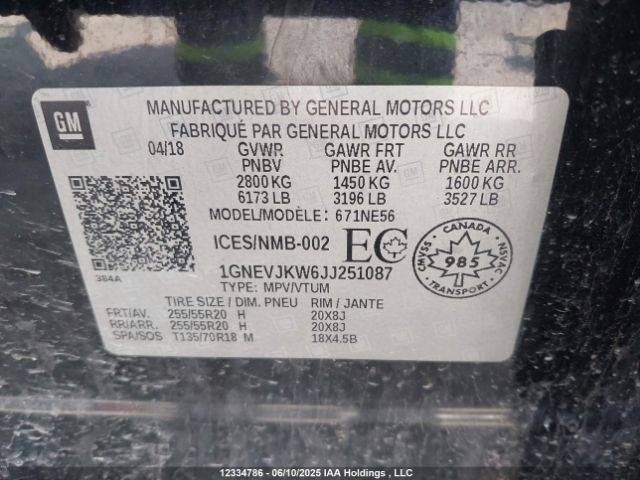 GM
MANUFACTURED BY GENERAL MOTORS LLC
FABRIQUÉ PAR GENERAL MOTORS LLC
04/18 GVWR GAWR FRT GAWR RR
PNBV PNBE AV. PNBE ARR.
2800 KG 1450 KG 1600 KG
6173 LB 3196 LB 3527 LB
MODEL/MODÈLE: 671NE56
ICES/NMB-002 EC
CANADA
CMVSS 985 NSVAC
TRANSPORT
384A
1GNEVJKW6JJ251087
TYPE: MPV/VTUM
TIRE SIZE / DIM. PNEU RIM / JANTE
FRT/AV. 255/55R20 H 20X8J
RR/ARR. 255/55R20 H 20X8J
SPA/SOS T135/70R18 M 18X4.5B
12334786 - 06/10/2025 IAA Holdings , LLC